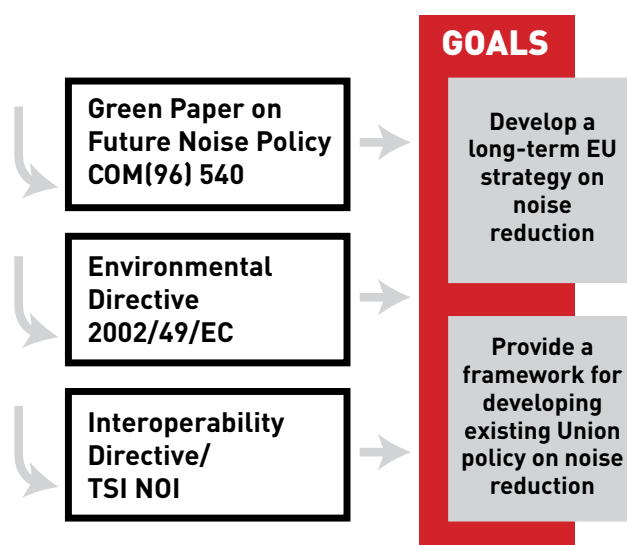 GOALS
Green Paper on
Future Noise Policy
COM(96) 540
Develop a
long-term EU
strategy on
noise
reduction
Environmental
Directive
2002/49/EC
Provide a
framework for
developing
existing Union
policy on noise
reduction
Interoperability
Directive/
TSI NOI